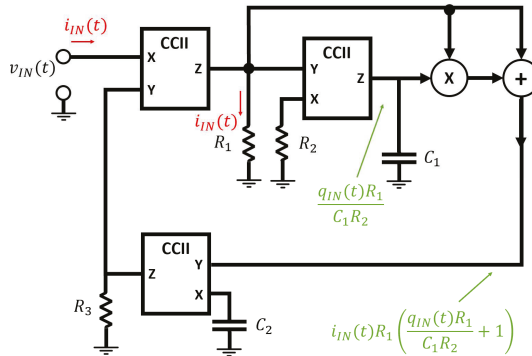 i_IN(t)
v_IN(t)
CCII
X
Y
Z
i_IN(t)
R_1
CCII
Y
X
Z
R_2
C_1
X
+
q_IN(t)R_1
C_1R_2
CCII
Z
Y
X
R_3
C_2
i_IN(t)R_1(q_IN(t)R_1/C_1R_2 + 1)